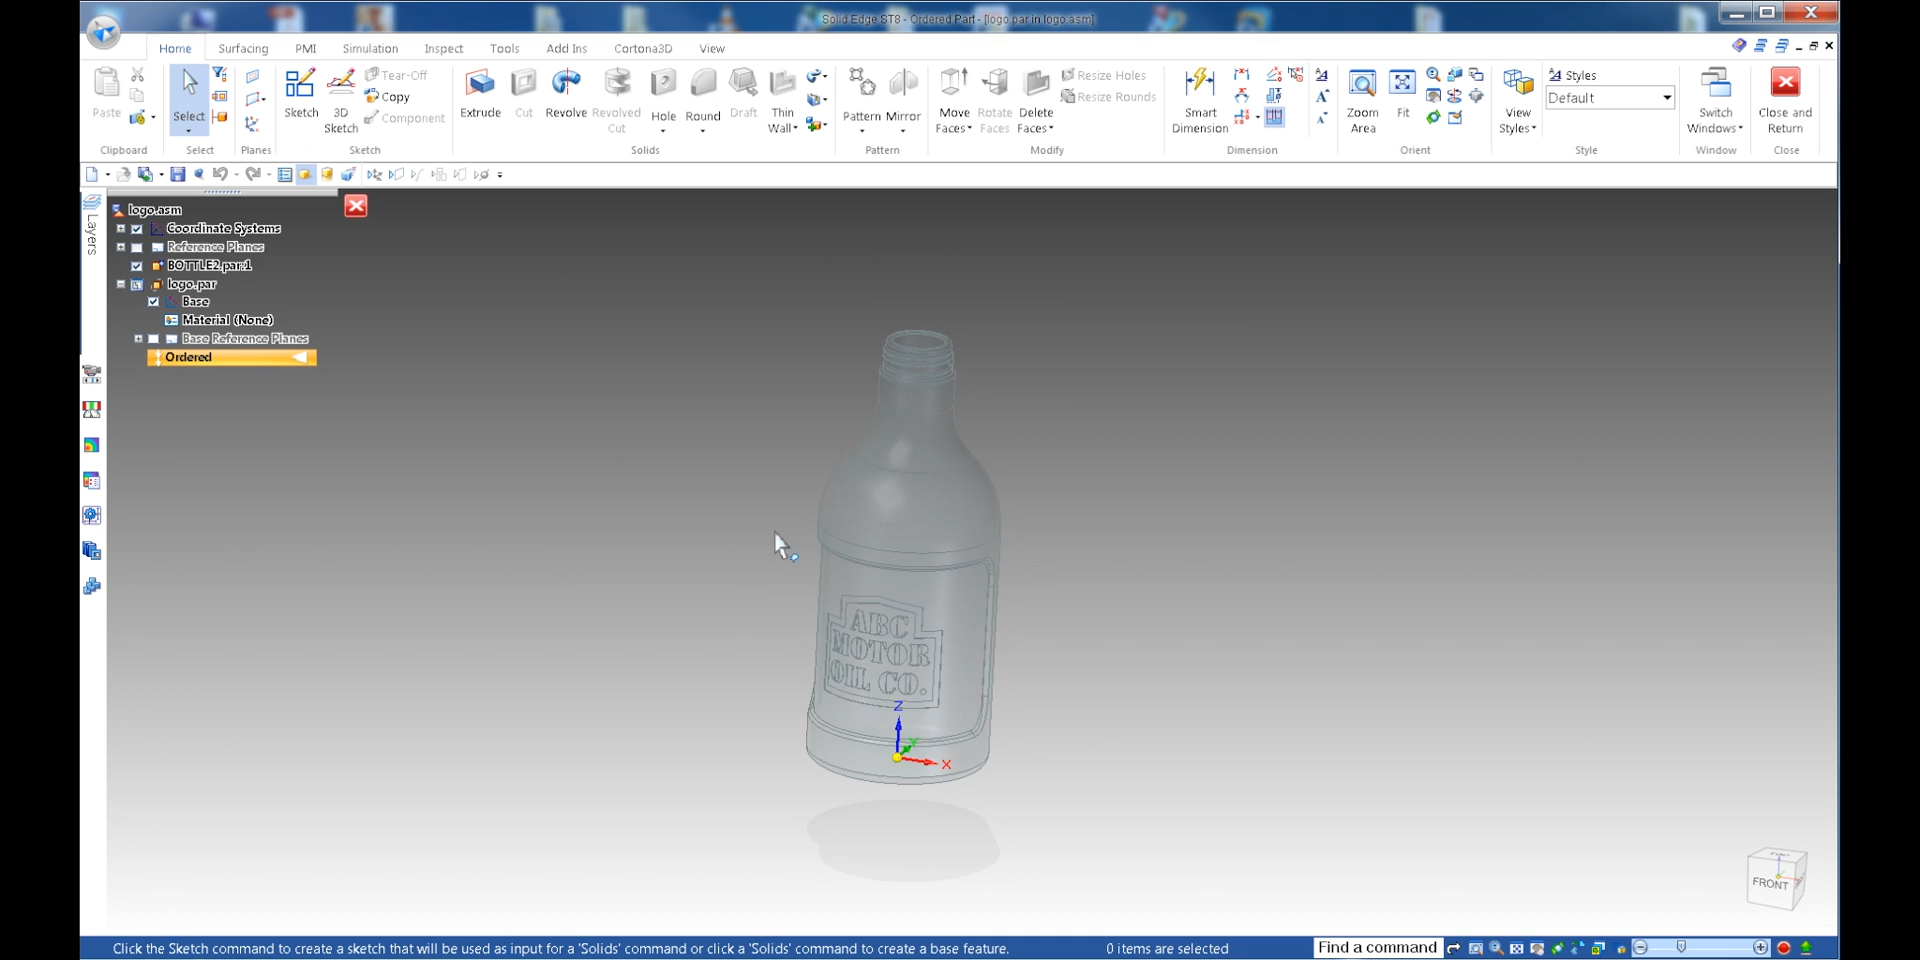 Solid Edge ST8 - Ordered Part - [logo.par in logo.asm]
Home Surfacing PMI Simulation Inspect Tools Add Ins Cortona3D View
Paste
Clipboard
Select
Select
Planes
Sketch
3D
Sketch
Tear-Off
Copy
Component
Sketch
Extrude
Cut
Revolve
Revolved
Cut
Hole
Round
Draft
Thin
Wall
Solids
Pattern
Mirror
Pattern
Move
Faces
Rotate
Faces
Delete
Faces
Resize Holes
Resize Rounds
Modify
Smart
Dimension
Dimension
Zoom
Area
Fit
Orient
View
Styles
Styles
Default
Style
Switch
Windows
Window
Close and
Return
Close
Layers
logo.asm
Coordinate Systems
Reference Planes
BOTTLE2.par:1
logo.par
Base
Material (None)
Base Reference Planes
Ordered
ABC
MOTOR
OIL CO.
Z
X
FRONT
Click the Sketch command to create a sketch that will be used as input for a 'Solids' command or click a 'Solids' command to create a base feature.
0 items are selected
Find a command